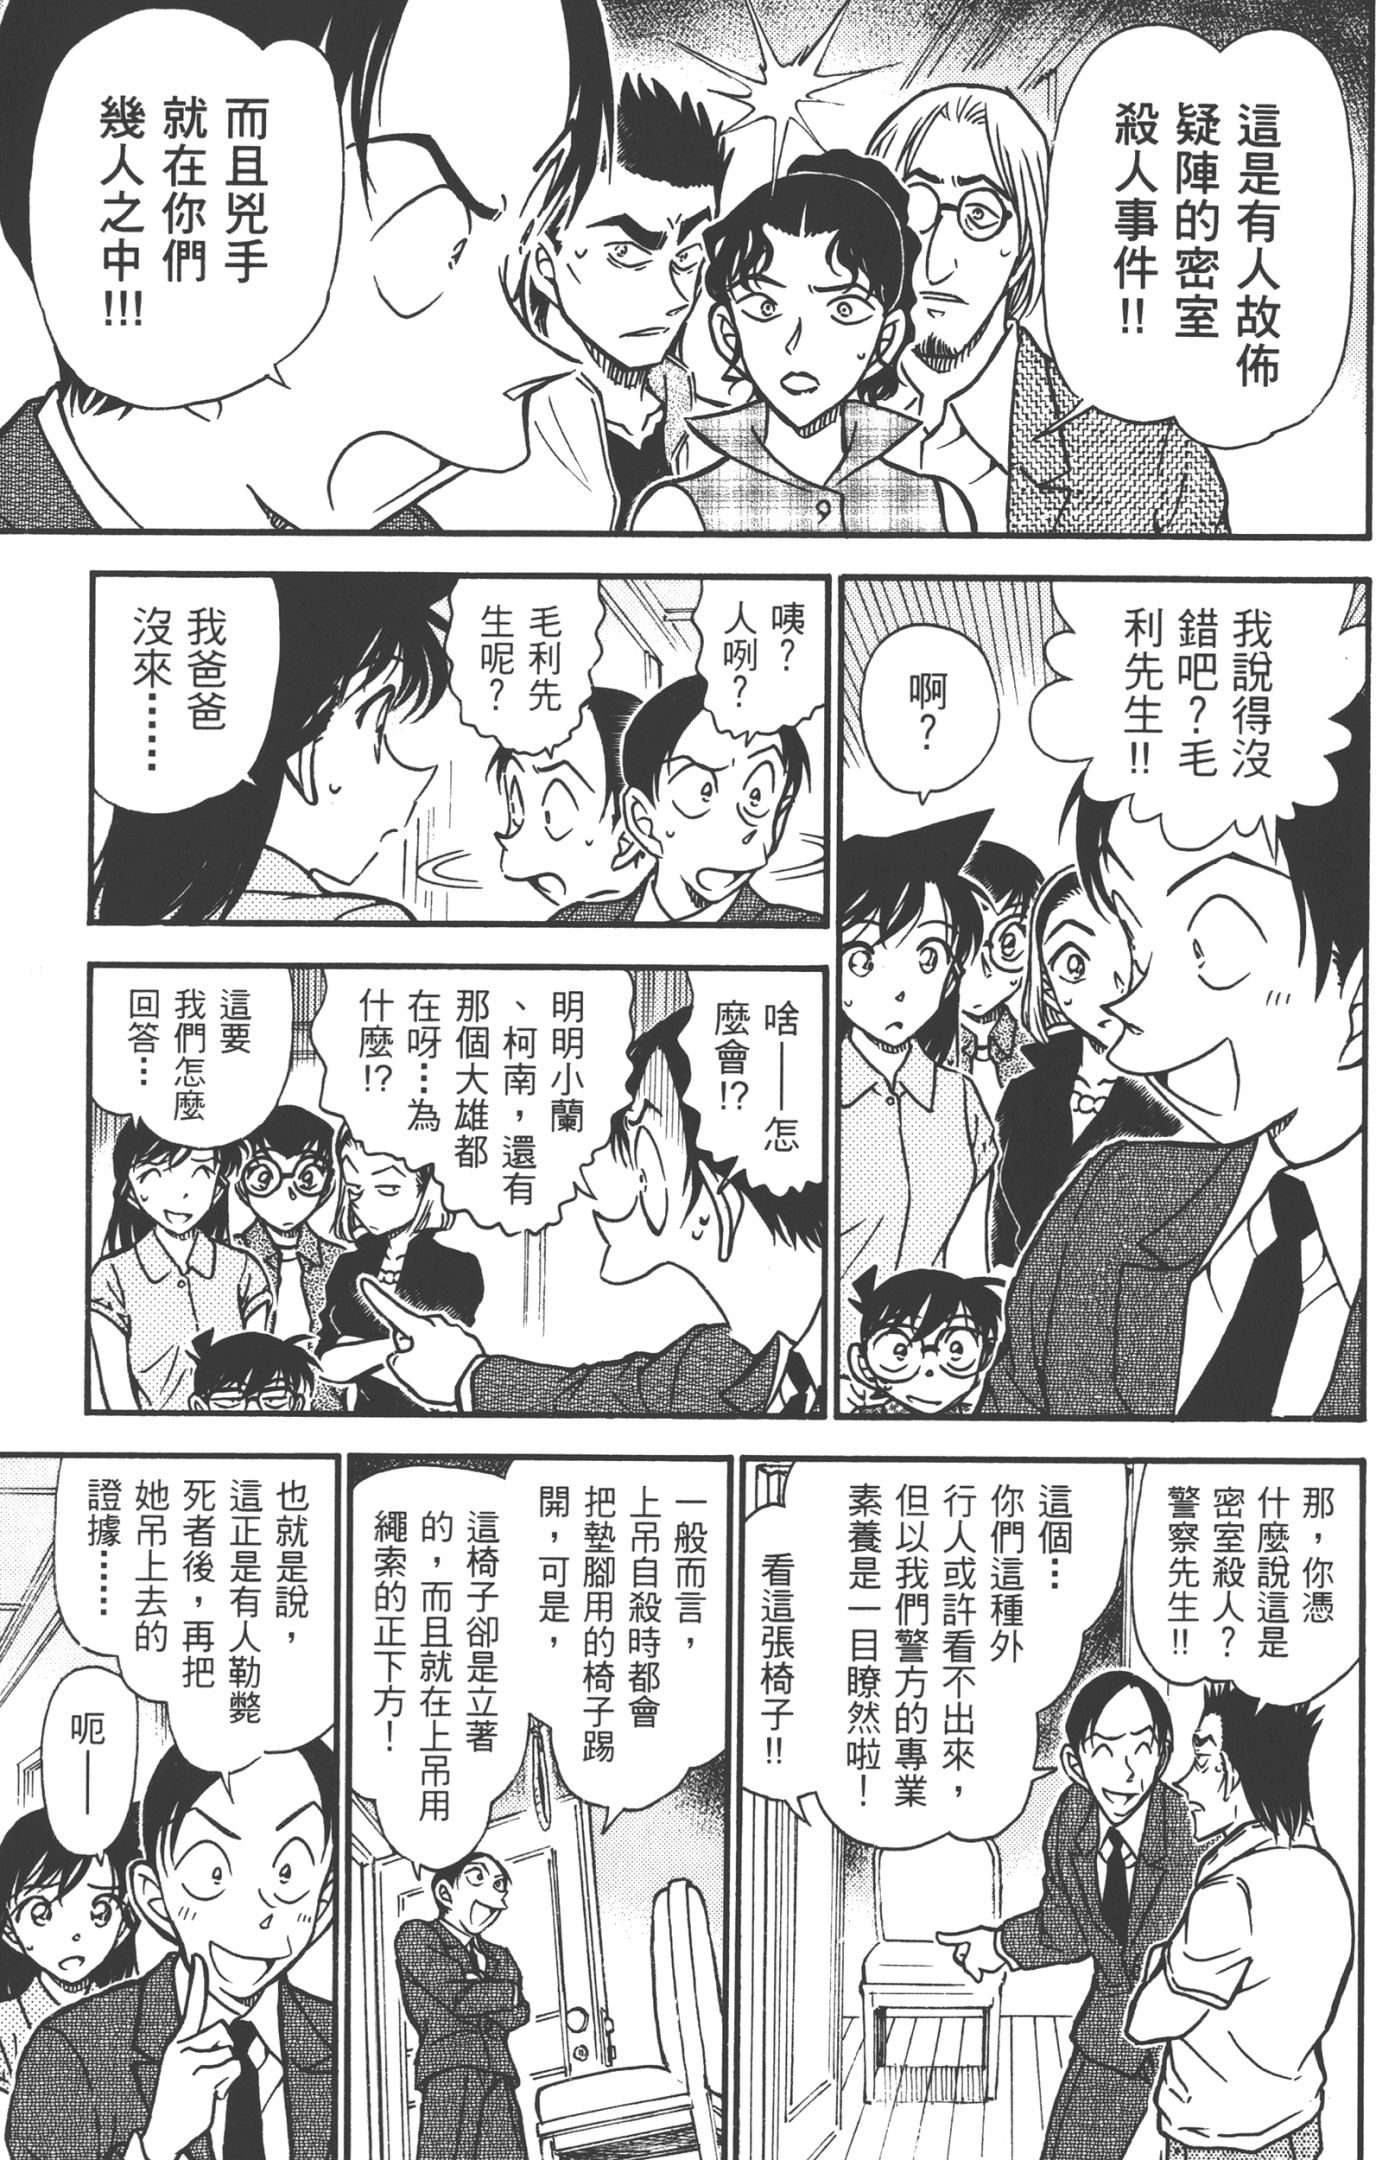 這是有人故佈
疑陣的密室
殺人事件!!
而且兇手
就在你們
幾人之中!!!
我說得沒
錯吧？毛
利先生!!
啊？
咦？
人咧？
毛利先
生呢？
我爸爸
沒來……
啥——怎
麼會!?
明明小蘭
、柯南，還有
那個大雄都
在呀…為
什麼!?
這要
我們怎麼
回答…
那，你憑
什麼說這是
密室殺人？
警察先生!!
這個…
你們這種外
行人或許看不出來，
但以我們警方的專業
素養是一目瞭然啦！
看這張椅子!!
一般而言，
上吊自殺時都會
把墊腳用的椅子踢
開，可是，
這椅子卻是立著
的，而且就在上吊用
繩索的正下方！
也就是說，
這正是有人勒斃
死者後，再把
她吊上去的
證據……
呃—